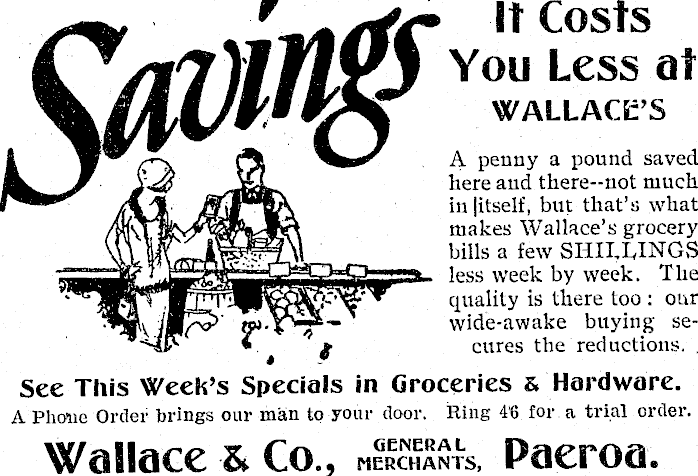 Savings
It Costs
You Less at
WALLACE'S
A penny a pound saved
here and there--not much
in itself, but that's what
makes Wallace's grocery
bills a few SHILLINGS
less week by week. The
quality is there too: our
wide-awake buying se-
cures the reductions.
See This Week's Specials in Groceries & Hardware.
A Phone Order brings our man to your door. Ring 46 for a trial order.
Wallace & Co., GENERAL MERCHANTS, Paeroa.